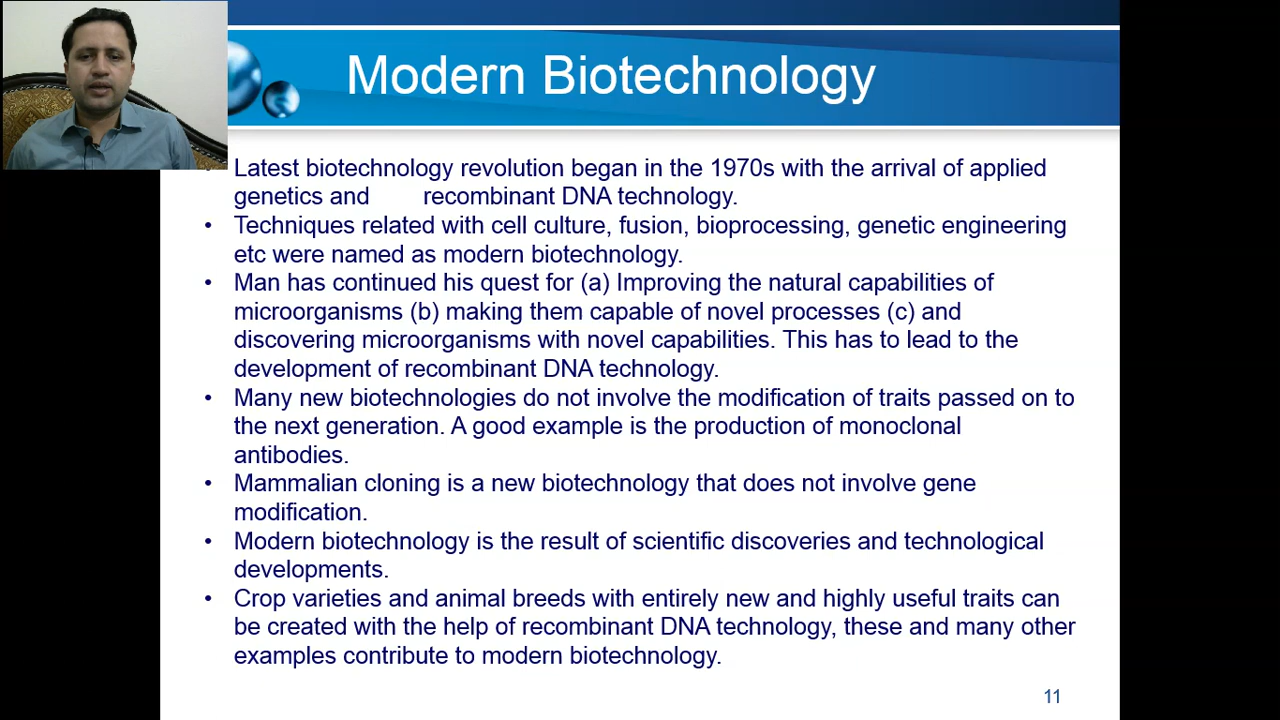 Modern Biotechnology
Latest biotechnology revolution began in the 1970s with the arrival of applied
genetics and recombinant DNA technology.
• Techniques related with cell culture, fusion, bioprocessing, genetic engineering
etc were named as modern biotechnology.
• Man has continued his quest for (a) Improving the natural capabilities of
microorganisms (b) making them capable of novel processes (c) and
discovering microorganisms with novel capabilities. This has to lead to the
development of recombinant DNA technology.
• Many new biotechnologies do not involve the modification of traits passed on to
the next generation. A good example is the production of monoclonal
antibodies.
• Mammalian cloning is a new biotechnology that does not involve gene
modification.
• Modern biotechnology is the result of scientific discoveries and technological
developments.
• Crop varieties and animal breeds with entirely new and highly useful traits can
be created with the help of recombinant DNA technology, these and many other
examples contribute to modern biotechnology.
11